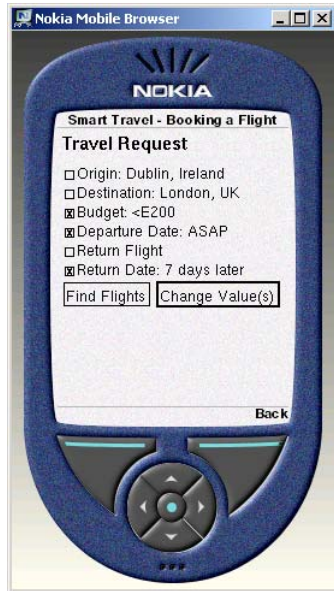 Nokia Mobile Browser
NOKIA
Smart Travel - Booking a Flight
Travel Request
Origin: Dublin, Ireland
Destination: London, UK
Budget: <E200
Departure Date: ASAP
Return Flight
Return Date: 7 days later
Find Flights Change Value(s)
Back